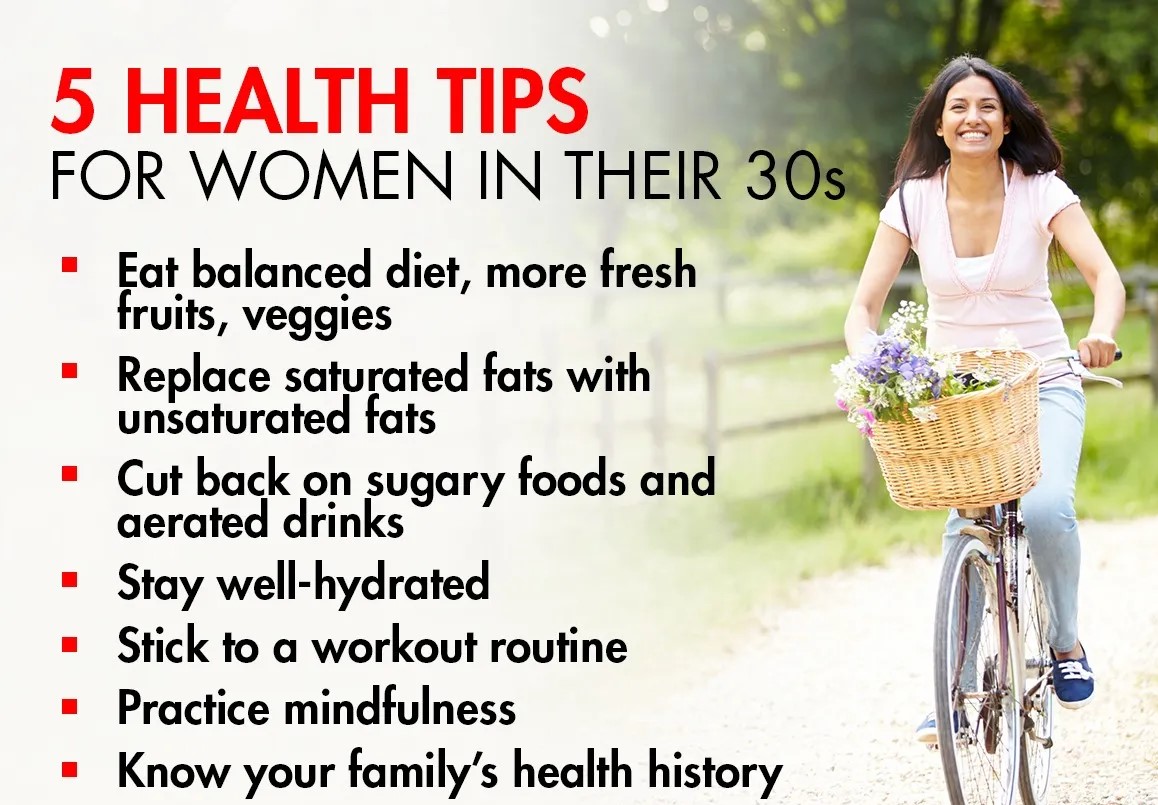 5 HEALTH TIPS
FOR WOMEN IN THEIR 30s
Eat balanced diet, more fresh
fruits, veggies
Replace saturated fats with
unsaturated fats
Cut back on sugary foods and
aerated drinks
Stay well-hydrated
Stick to a workout routine
Practice mindfulness
Know your family’s health history